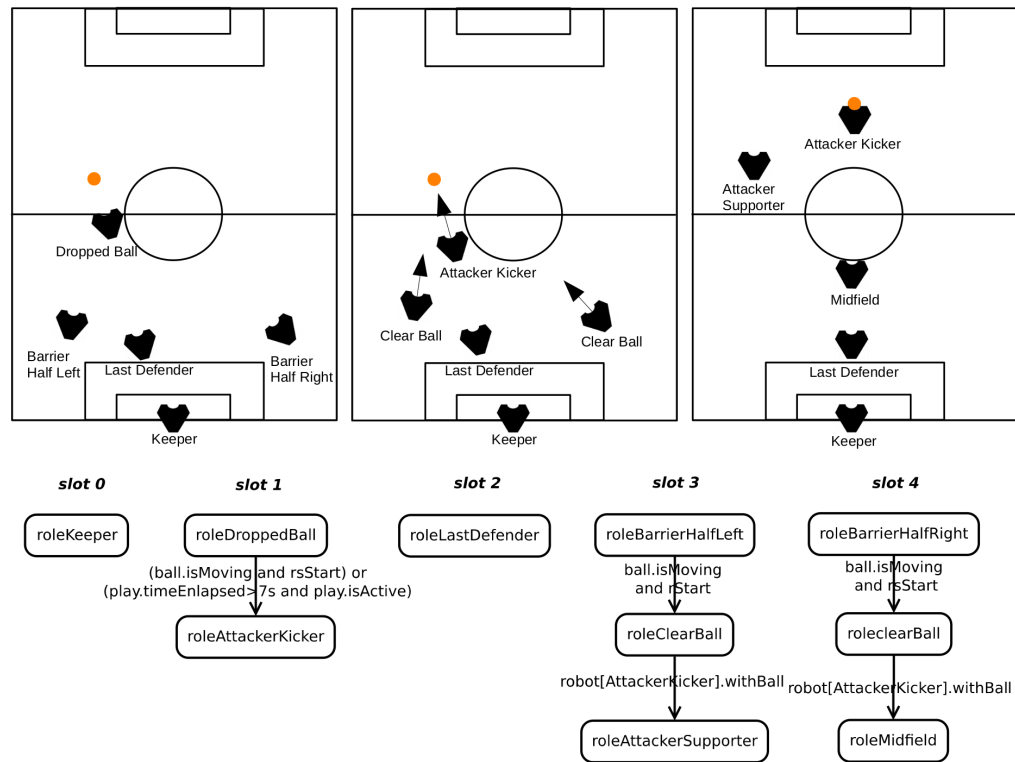 Dropped Ball
Barrier
Half Left
Last Defender
Barrier
Half Right
Keeper
Attacker Kicker
Clear Ball
Last Defender
Clear Ball
Keeper
Attacker Kicker
Attacker
Supporter
Midfield
Last Defender
Keeper
slot 0
slot 1
slot 2
slot 3
slot 4
roleKeeper
roleDroppedBall
(ball.isMoving and rsStart) or
(play.timeEnlapsed>7s and play.isActive)
roleAttackerKicker
roleLastDefender
roleBarrierHalfLeft
ball.isMoving
and rStart
roleClearBall
robot[AttackerKicker].withBall
roleAttackerSupporter
roleBarrierHalfRight
ball.isMoving
and rsStart
roleclearBall
robot[AttackerKicker].withBall
roleMidfield